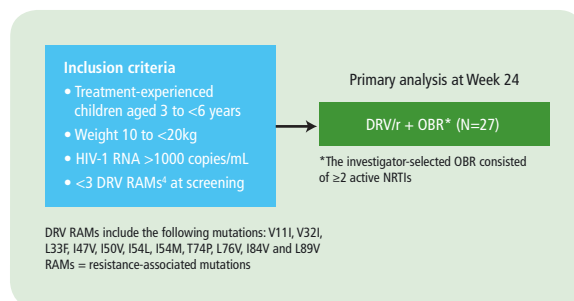 Inclusion criteria
• Treatment-experienced
children aged 3 to <6 years
• Weight 10 to <20kg
• HIV-1 RNA >1000 copies/mL
• <3 DRV RAMs⁴ at screening
Primary analysis at Week 24
DRV/r + OBR* (N=27)
*The investigator-selected OBR consisted
of ≥2 active NRTIs
DRV RAMs include the following mutations: V11I, V32I,
L33F, I47V, I50V, I54L, I54M, T74P, L76V, I84V and L89V
RAMs = resistance-associated mutations